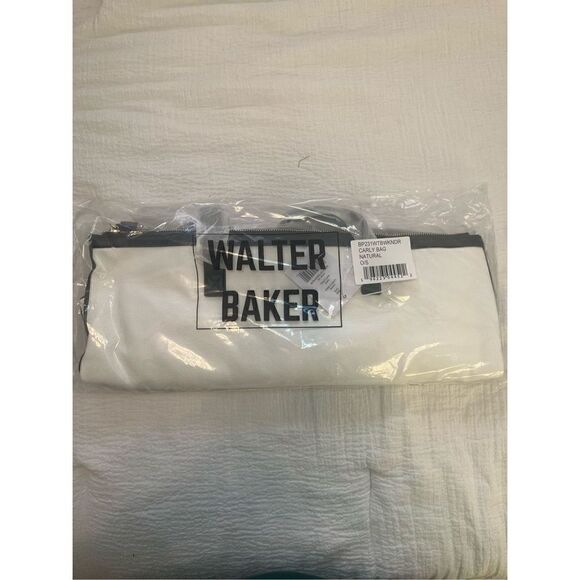 WALTER
BAKER
BP231WTBWKNDR
CARLY BAG
NATURAL
O/S